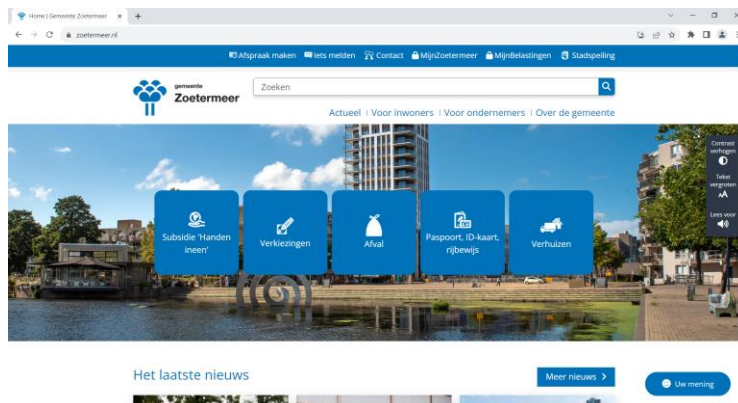 Home | Gemeente Zoetermeer
zoetermeer.nl
Afspraak maken Iets melden Contact MijnZoetermeer MijnBelastingen Stadspeiling
gemeente
Zoetermeer
Zoeken
Actueel | Voor inwoners | Voor ondernemers | Over de gemeente
Contrast
verhogen
Tekst
vergroten
AA
Lees voor
Subsidie 'Handen
ineen'
Verkiezingen
Afval
Paspoort, ID-kaart,
rijbewijs
Verhuizen
Het laatste nieuws
Meer nieuws
Uw mening